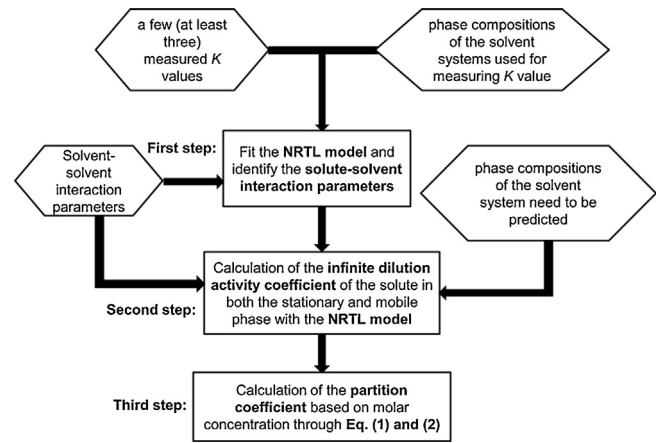 a few (at least
three)
measured K
values
phase compositions
of the solvent
systems used for
measuring K value
First step:
Fit the NRTL model and
identify the solute-solvent
interaction parameters
Solvent-
solvent
interaction
parameters
phase compositions
of the solvent
system need to be
predicted
Second step:
Calculation of the infinite dilution
activity coefficient of the solute in
both the stationary and mobile
phase with the NRTL model
Third step:
Calculation of the partition
coefficient based on molar
concentration through Eq. (1) and (2)